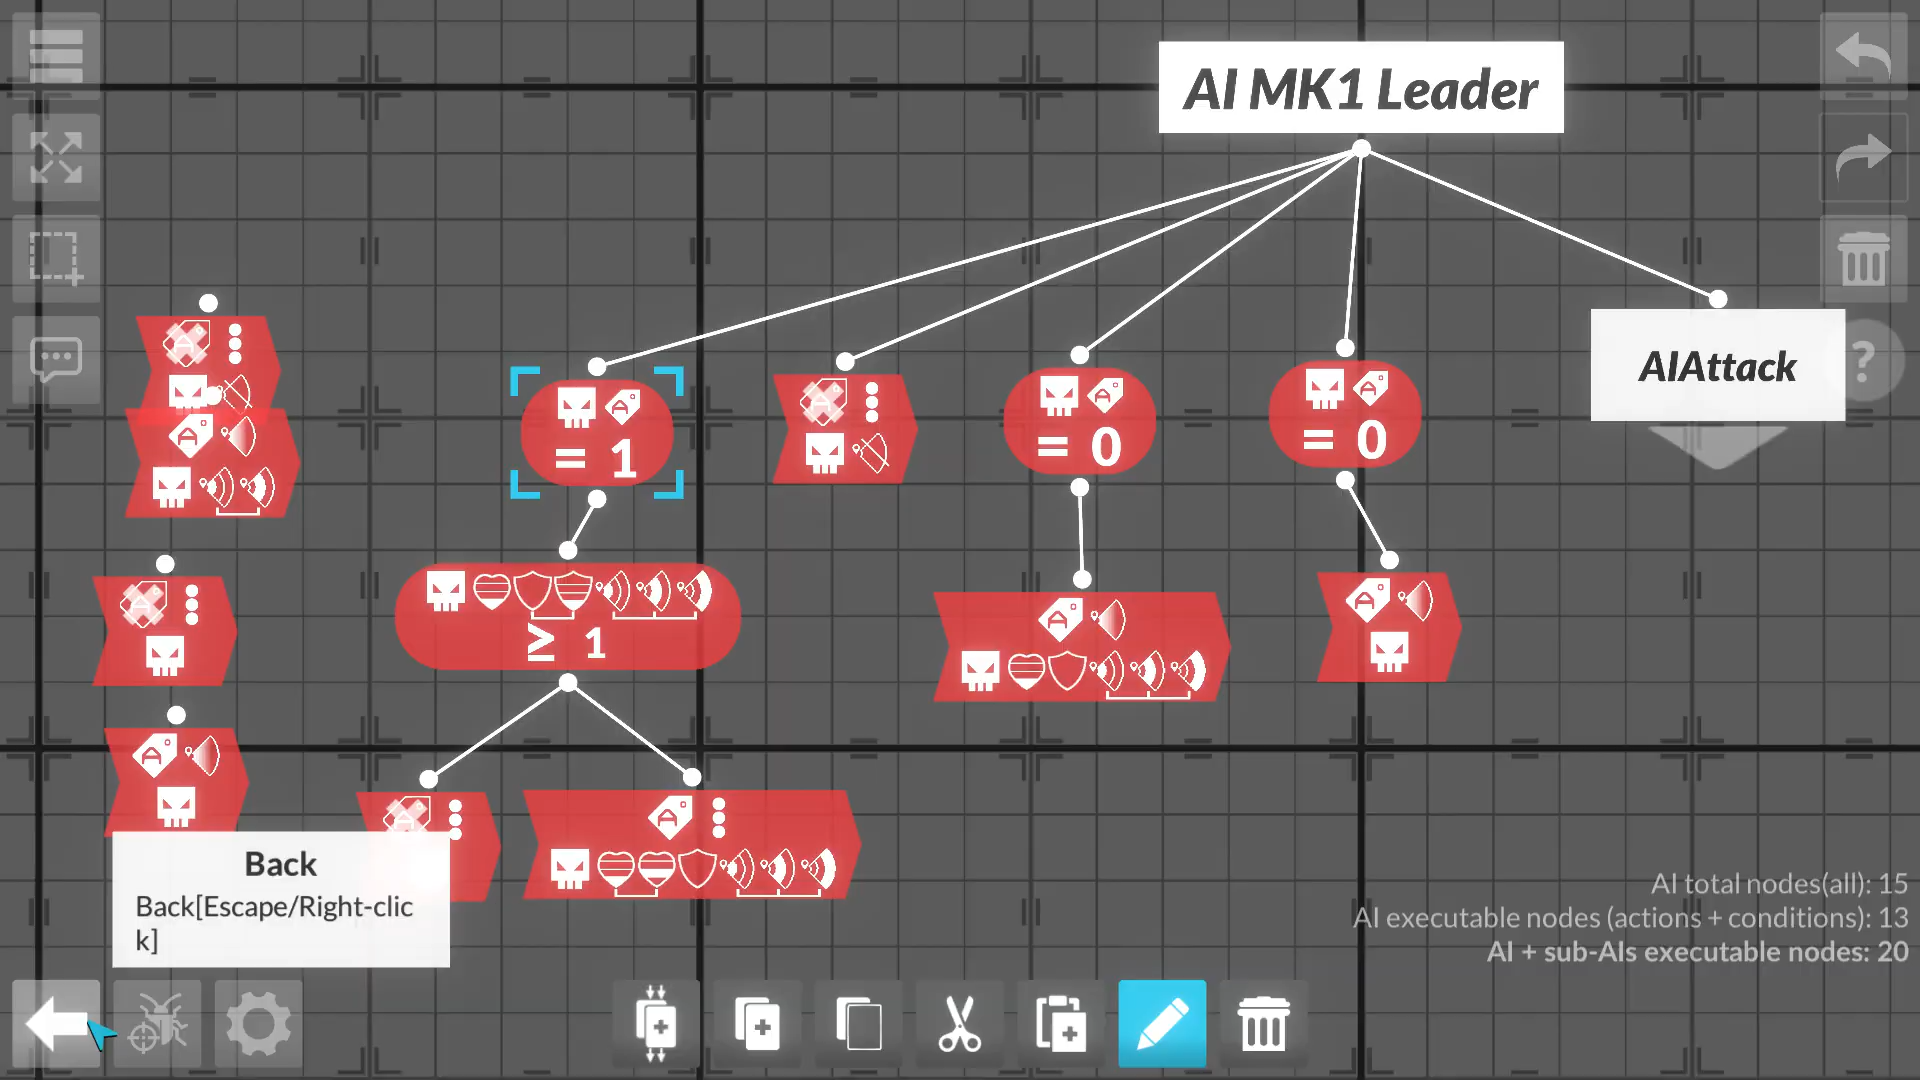 AI MK1 Leader
AIAttack
?
A
A
A
A
A
= 1
A
A
= 0
A
= 0
≥ 1
A
A
A
A
Back
Back[Escape/Right-clic
k]
AI total nodes(all): 15
AI executable nodes (actions + conditions): 13
AI + sub-AIs executable nodes: 20